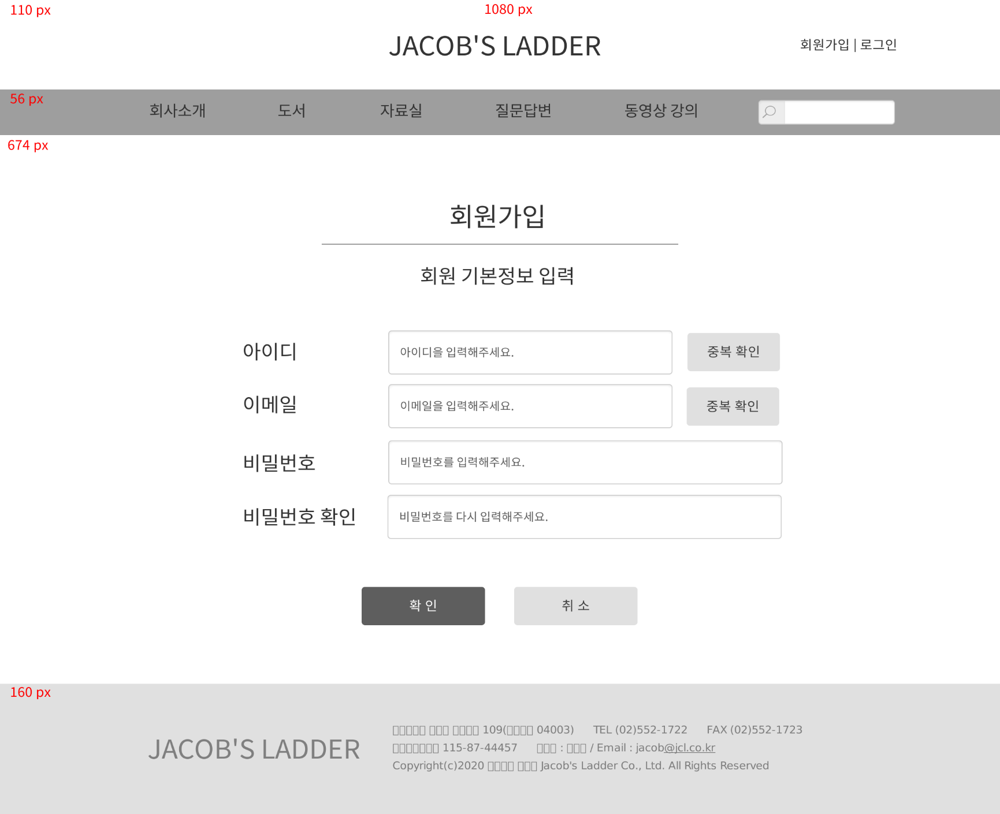 110 px
1080 px
JACOB'S LADDER
회원가입 | 로그인
56 px
회사소개 도서 자료실 질문답변 동영상 강의
674 px
회원가입
회원 기본정보 입력
아이디 아이디을 입력해주세요. 중복 확인
이메일 이메일을 입력해주세요. 중복 확인
비밀번호 비밀번호를 입력해주세요.
비밀번호 확인 비밀번호를 다시 입력해주세요.
확 인 취 소
160 px
JACOB'S LADDER
109( 04003) TEL (02)552-1722 FAX (02)552-1723
115-87-44457 : / Email : jacob@jcl.co.kr
Copyright(c)2020 Jacob's Ladder Co., Ltd. All Rights Reserved